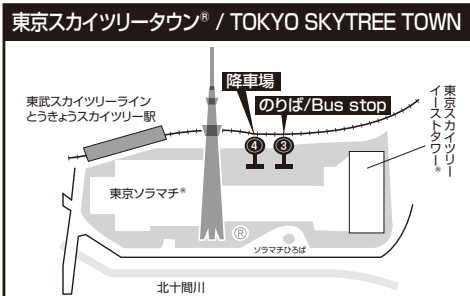 東京スカイツリータウン® / TOKYO SKYTREE TOWN
降車場
のりば/Bus stop
東武スカイツリーライン
とうきょうスカイツリー駅
東京スカイツリー
イーストタワー®
④
③
東京ソラマチ®
®
ソラマチひろば
北十間川